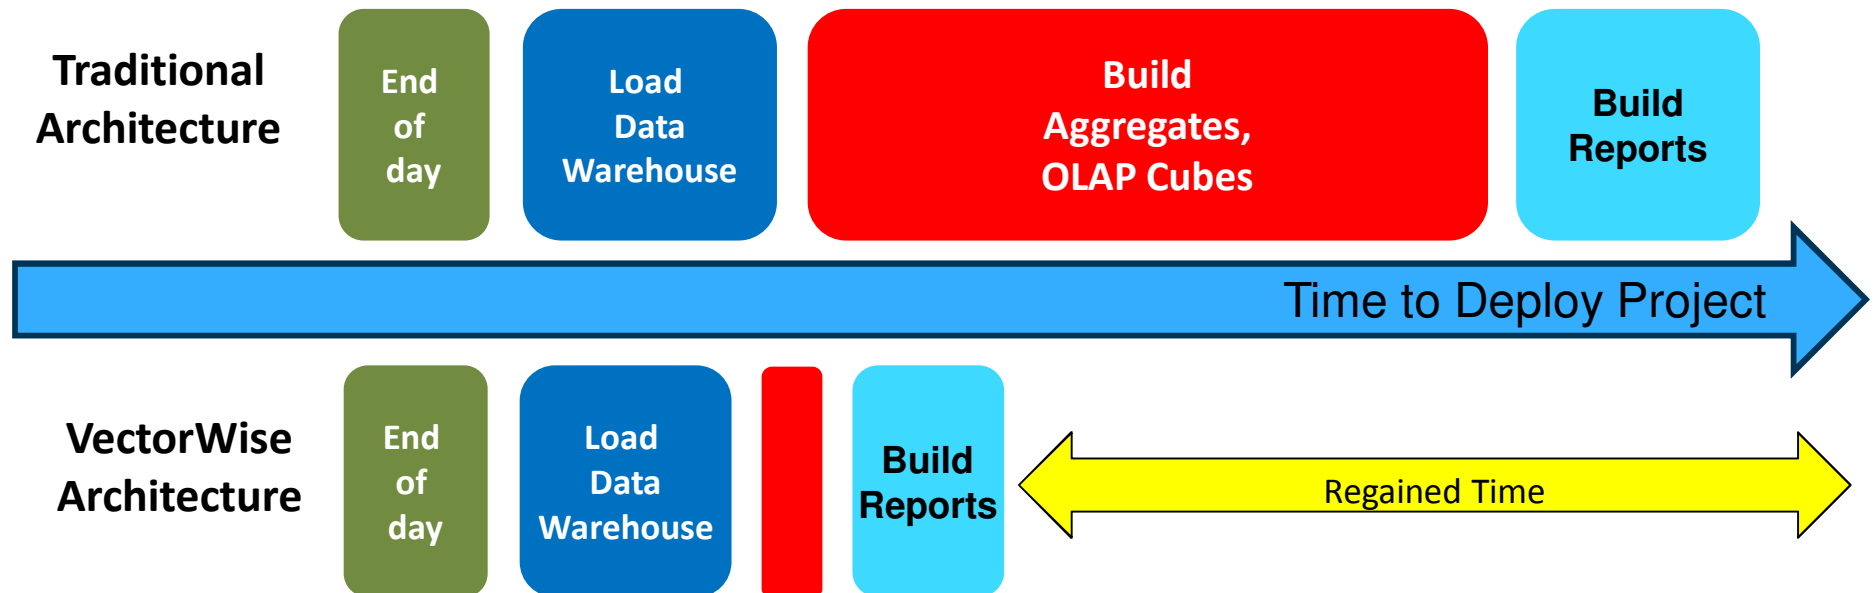 Traditional
Architecture
End
of
day
Load
Data
Warehouse
Build
Aggregates,
OLAP Cubes
Build
Reports
Time to Deploy Project
VectorWise
Architecture
End
of
day
Load
Data
Warehouse
Build
Reports
Regained Time